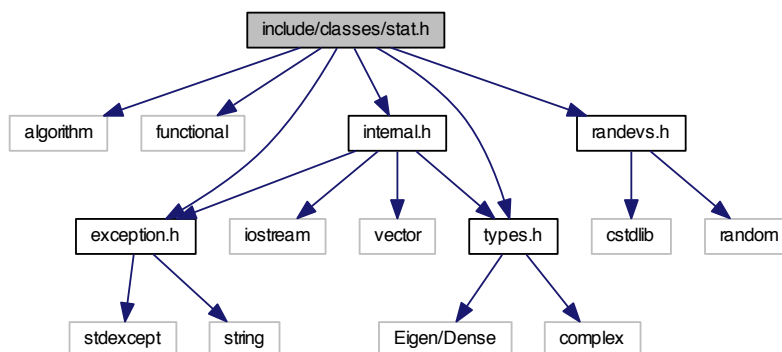 include/classes/stat.h
algorithm
functional
internal.h
randevs.h
exception.h
iostream
vector
types.h
cstdlib
random
stdexcept
string
Eigen/Dense
complex